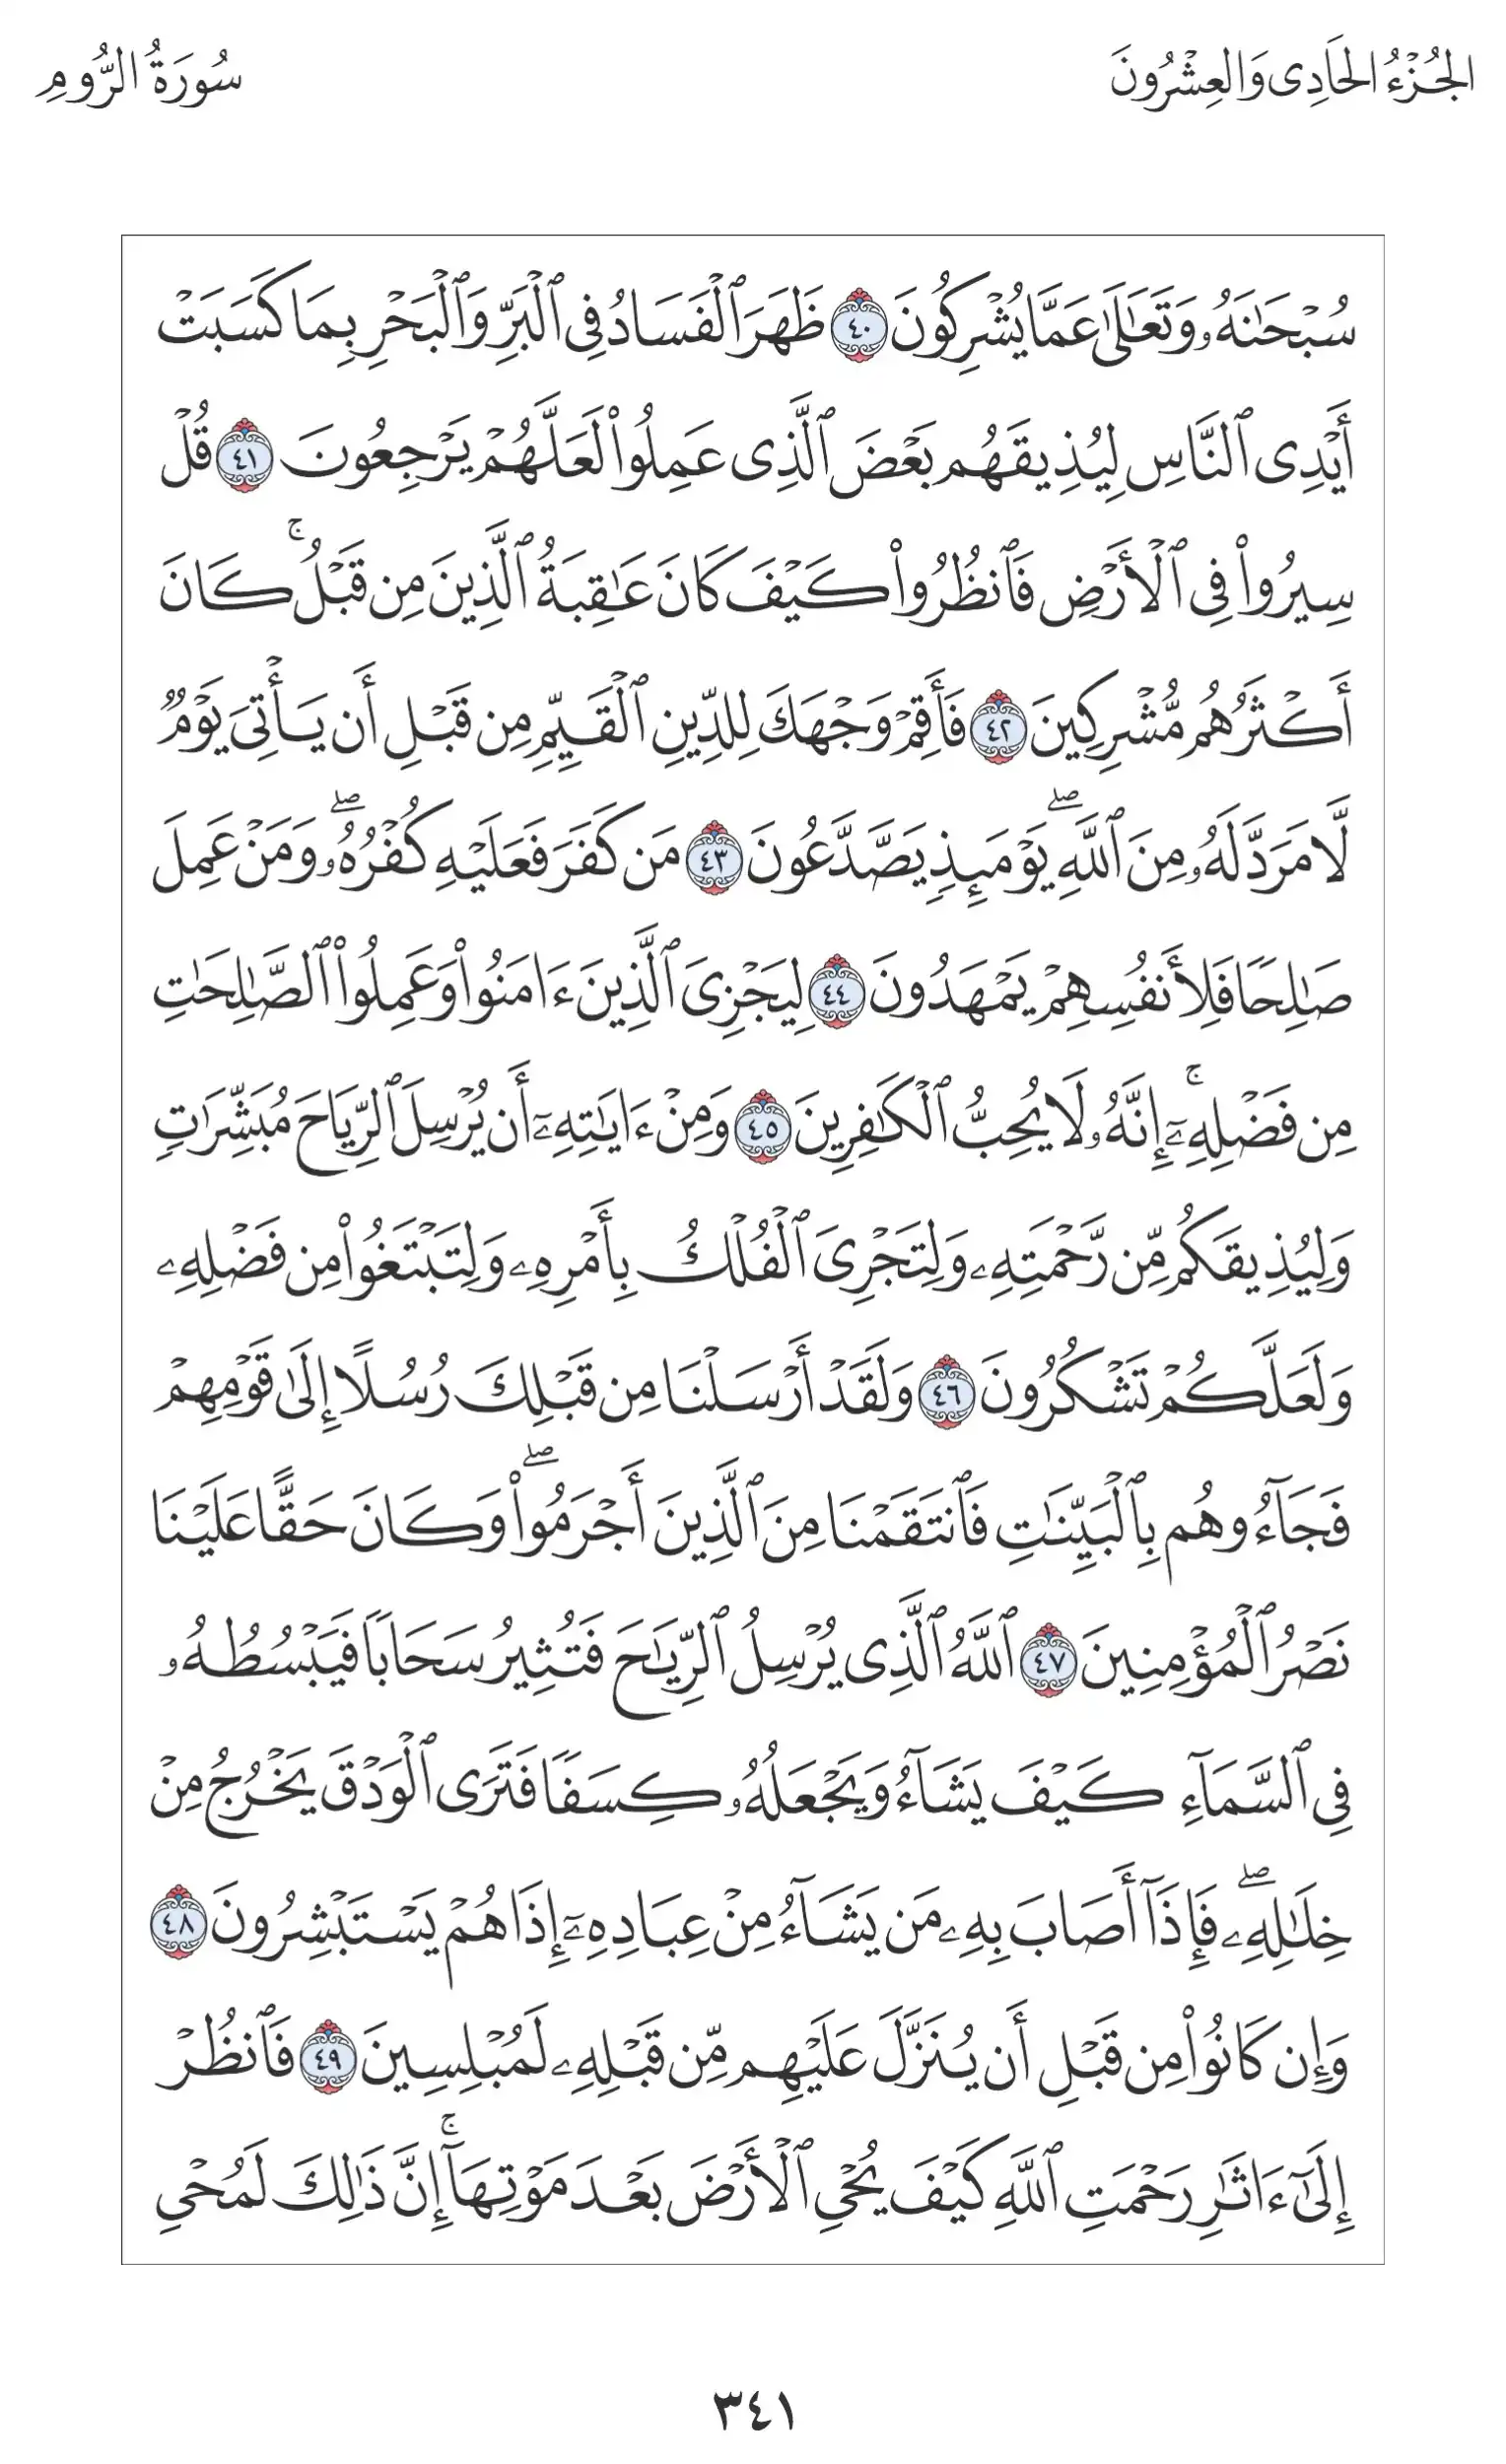 الجُزْءُ الحَادِى وَالعِشْرُونَ
سُورَةُ الرُّومِ
سُبْحَٰنَهُۥ وَتَعَٰلَىٰ عَمَّا يُشْرِكُونَ ٤٠ ظَهَرَ ٱلْفَسَادُ فِى ٱلْبَرِّ وَٱلْبَحْرِ بِمَا كَسَبَتْ
أَيْدِى ٱلنَّاسِ لِيُذِيقَهُم بَعْضَ ٱلَّذِى عَمِلُوا۟ لَعَلَّهُمْ يَرْجِعُونَ ٤١ قُلْ
سِيرُوا۟ فِى ٱلْأَرْضِ فَٱنظُرُوا۟ كَيْفَ كَانَ عَٰقِبَةُ ٱلَّذِينَ مِن قَبْلُ ۚ كَانَ
أَكْثَرُهُم مُّشْرِكِينَ ٤٢ فَأَقِمْ وَجْهَكَ لِلدِّينِ ٱلْقَيِّمِ مِن قَبْلِ أَن يَأْتِىَ يَوْمٌ
لَّا مَرَدَّ لَهُۥ مِنَ ٱللَّهِ ۖ يَوْمَئِذٍ يَصَّدَّعُونَ ٤٣ مَن كَفَرَ فَعَلَيْهِ كُفْرُهُۥ ۖ وَمَنْ عَمِلَ
صَٰلِحًا فَلِأَنفُسِهِمْ يَمْهَدُونَ ٤٤ لِيَجْزِىَ ٱلَّذِينَ ءَامَنُوا۟ وَعَمِلُوا۟ ٱلصَّٰلِحَٰتِ
مِن فَضْلِهِۦٓ ۚ إِنَّهُۥ لَا يُحِبُّ ٱلْكَٰفِرِينَ ٤٥ وَمِنْ ءَايَٰتِهِۦٓ أَن يُرْسِلَ ٱلرِّيَاحَ مُبَشِّرَٰتٍ
وَلِيُذِيقَكُم مِّن رَّحْمَتِهِۦ وَلِتَجْرِىَ ٱلْفُلْكُ بِأَمْرِهِۦ وَلِتَبْتَغُوا۟ مِن فَضْلِهِۦ
وَلَعَلَّكُمْ تَشْكُرُونَ ٤٦ وَلَقَدْ أَرْسَلْنَا مِن قَبْلِكَ رُسُلًا إِلَىٰ قَوْمِهِمْ
فَجَآءُوهُم بِٱلْبَيِّنَٰتِ فَٱنتَقَمْنَا مِنَ ٱلَّذِينَ أَجْرَمُوا۟ ۖ وَكَانَ حَقًّا عَلَيْنَا
نَصْرُ ٱلْمُؤْمِنِينَ ٤٧ ٱللَّهُ ٱلَّذِى يُرْسِلُ ٱلرِّيَٰحَ فَتُثِيرُ سَحَابًا فَيَبْسُطُهُۥ
فِى ٱلسَّمَآءِ كَيْفَ يَشَآءُ وَيَجْعَلُهُۥ كِسَفًا فَتَرَى ٱلْوَدْقَ يَخْرُجُ مِنْ
خِلَٰلِهِۦ ۖ فَإِذَآ أَصَابَ بِهِۦ مَن يَشَآءُ مِنْ عِبَادِهِۦٓ إِذَا هُمْ يَسْتَبْشِرُونَ ٤٨
وَإِن كَانُوا۟ مِن قَبْلِ أَن يُنَزَّلَ عَلَيْهِم مِّن قَبْلِهِۦ لَمُبْلِسِينَ ٤٩ فَٱنظُرْ
إِلَىٰٓ ءَاثَٰرِ رَحْمَتِ ٱللَّهِ كَيْفَ يُحْىِ ٱلْأَرْضَ بَعْدَ مَوْتِهَآ ۚ إِنَّ ذَٰلِكَ لَمُحْىِ
٣٤١